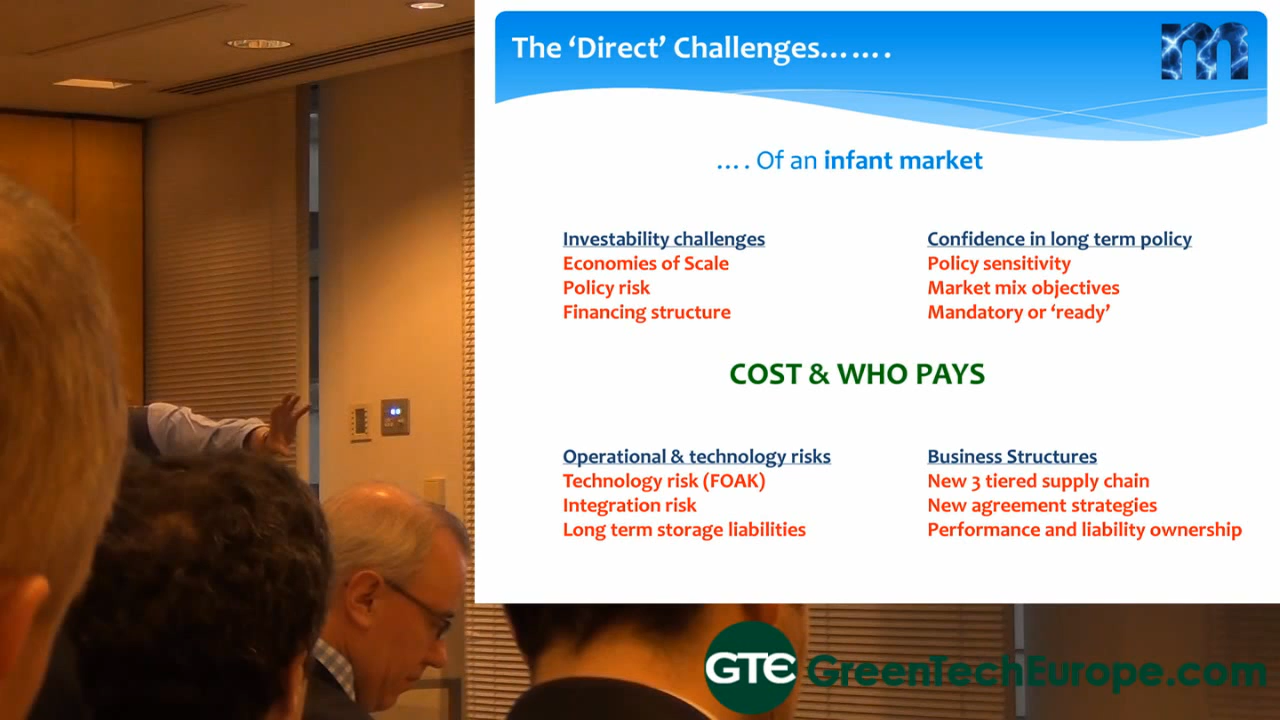 The ‘Direct’ Challenges…….
m
…. Of an infant market
Investability challenges
Economies of Scale
Policy risk
Financing structure
Confidence in long term policy
Policy sensitivity
Market mix objectives
Mandatory or ‘ready’
COST & WHO PAYS
Operational & technology risks
Technology risk (FOAK)
Integration risk
Long term storage liabilities
Business Structures
New 3 tiered supply chain
New agreement strategies
Performance and liability ownership
GTE GreenTechEurope.com